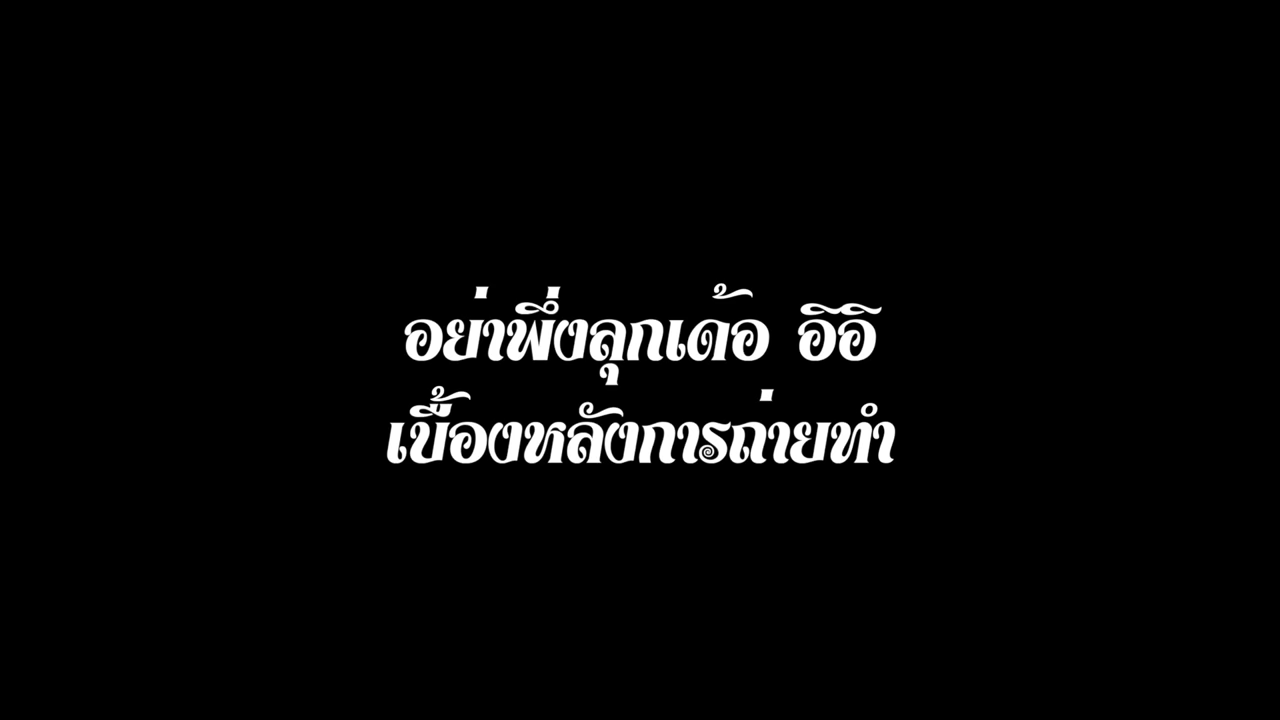 อย่าพึ่งลุกเด้อ อิอิ
เบื้องหลังการถ่ายทำ